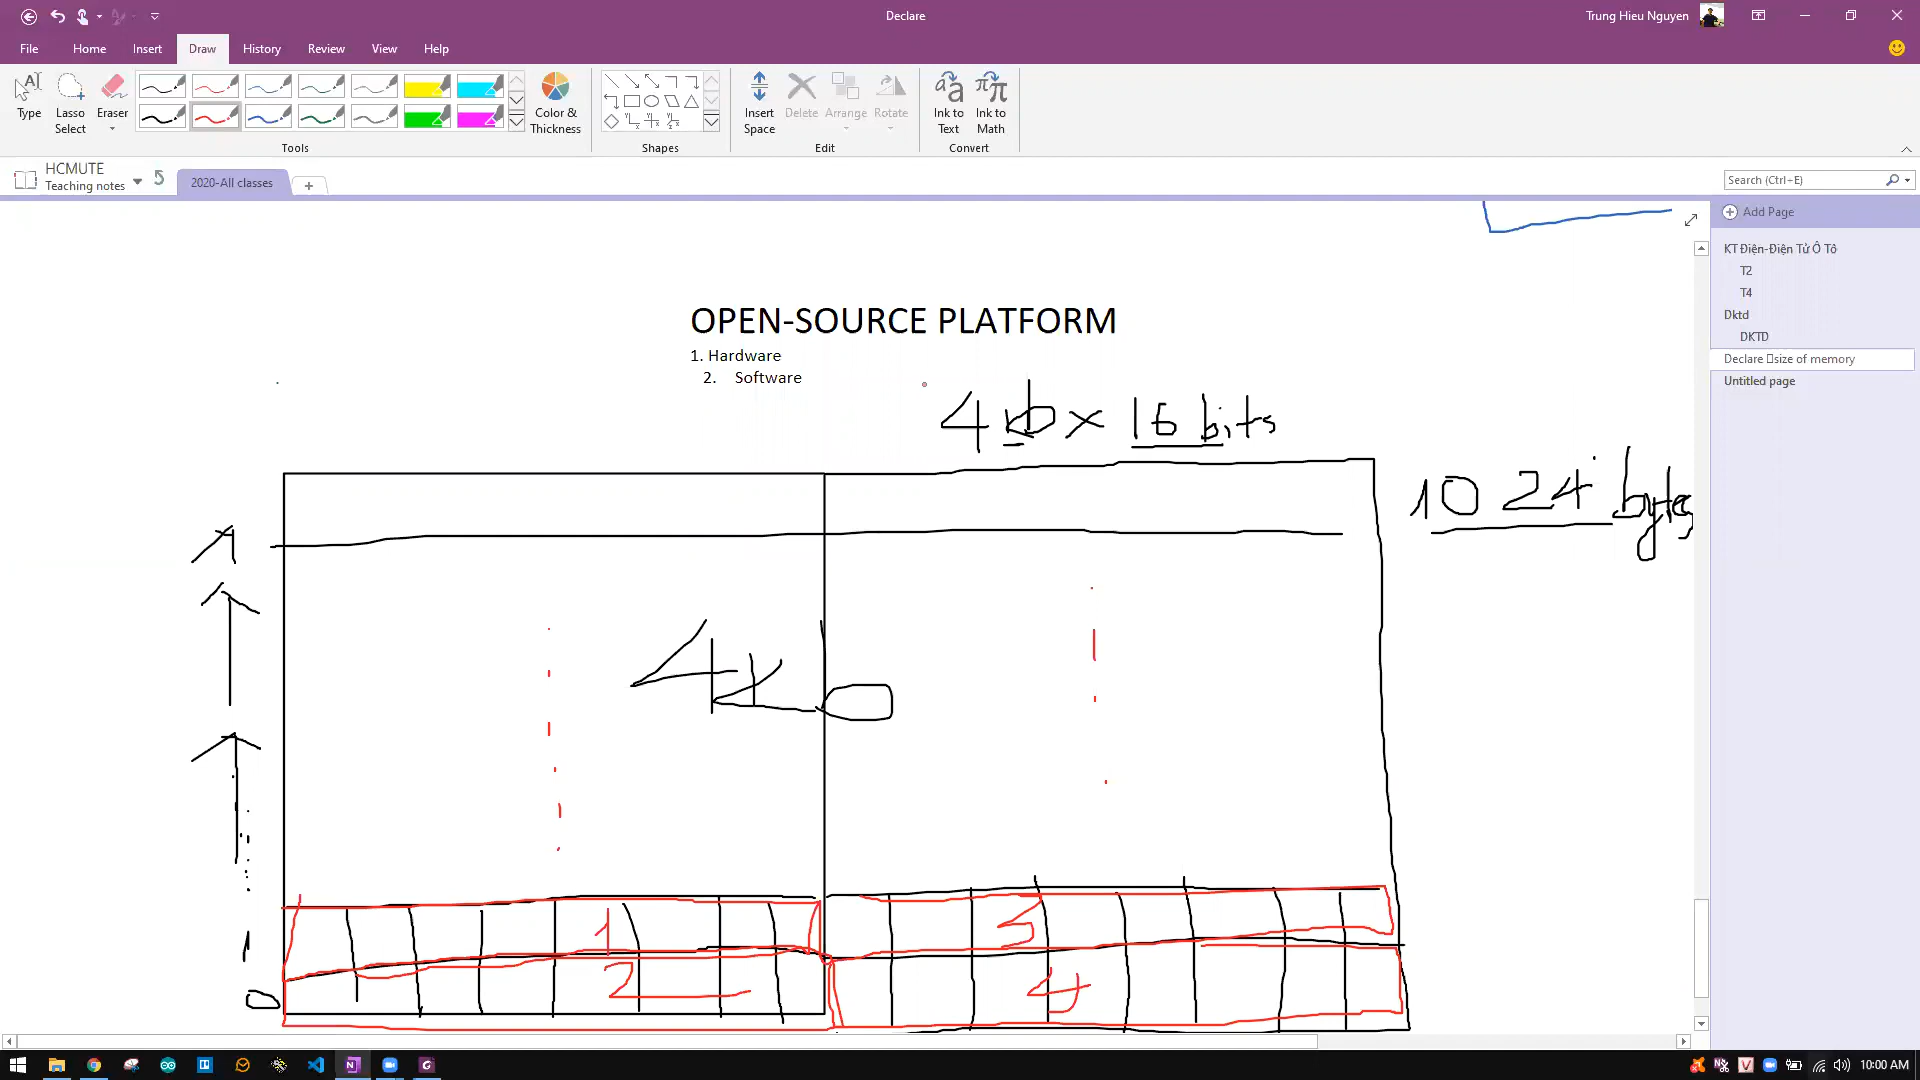 Declare
Trung Hieu Nguyen
File
Home
Insert
Draw
History
Review
View
Help
Type
Lasso
Select
Eraser
Color &
Thickness
Insert
Space
Delete
Arrange
Rotate
Ink to
Text
Ink to
Math
Tools
Shapes
Edit
Convert
HCMUTE
Teaching notes
2020-All classes
Search (Ctrl+E)
Add Page
KT Điện-Điện Tử Ô Tô
T2
T4
Dktd
DKTD
Declare size of memory
Untitled page
OPEN-SOURCE PLATFORM
1. Hardware
2. Software
x 16 bits
1024 bytes
1
3
1
2
4
0
10:00 AM